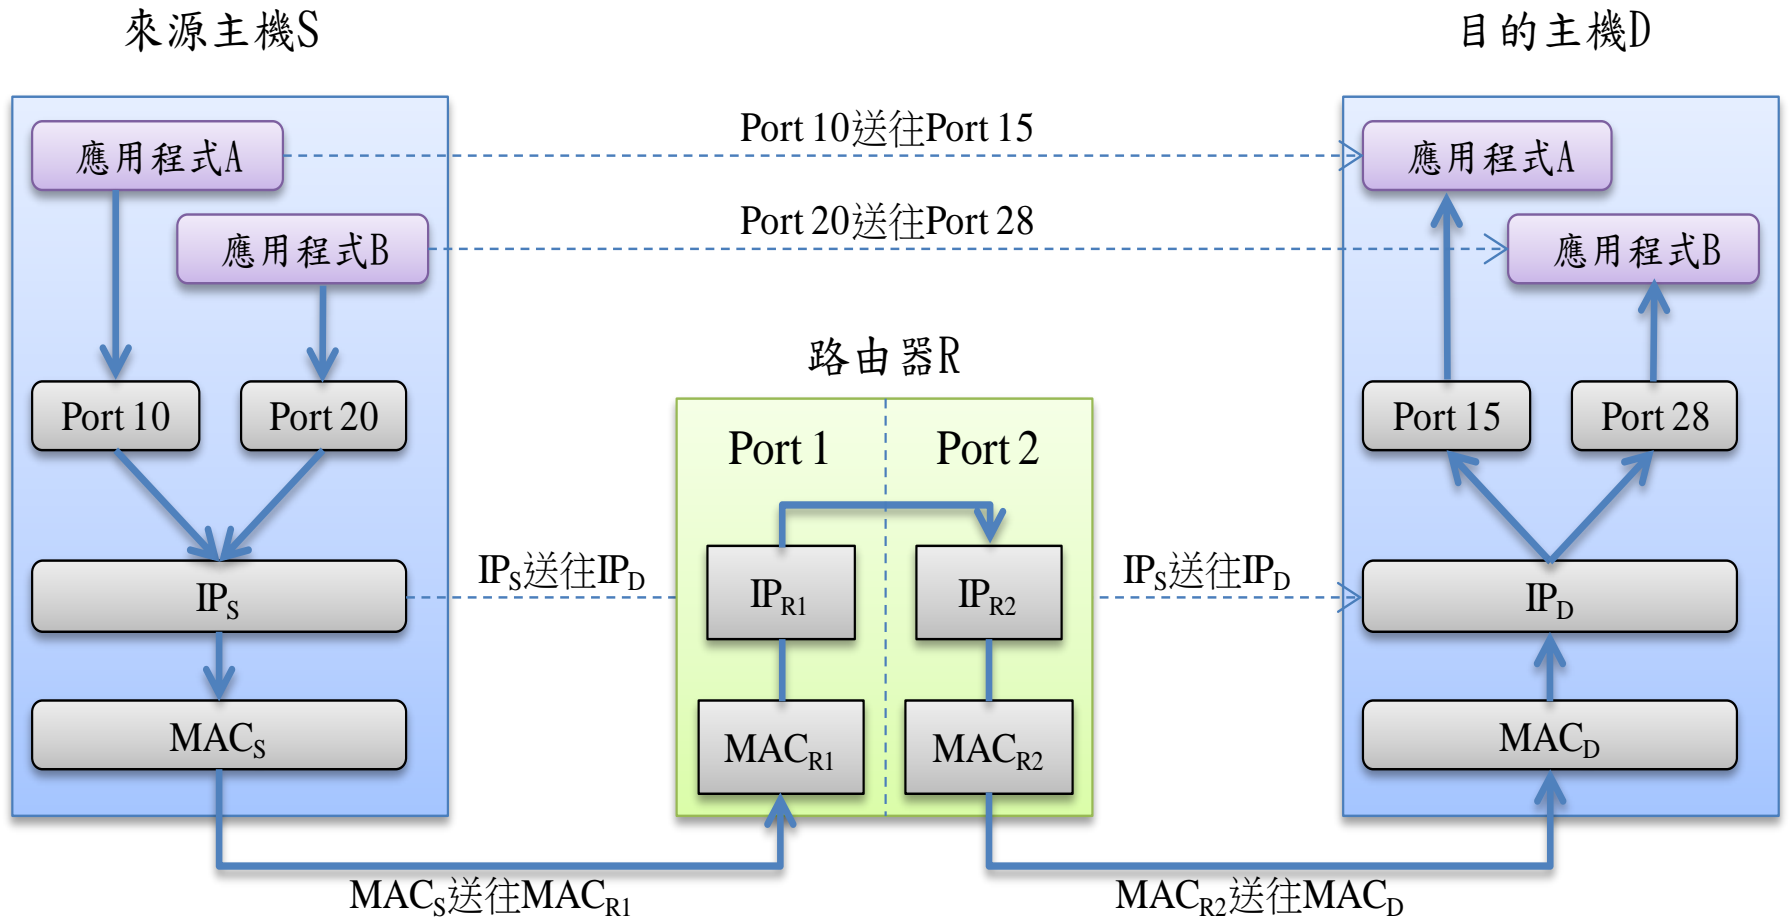 來源主機S
目的主機D
Port 10送往Port 15
應用程式A
應用程式A
Port 20送往Port 28
應用程式B
應用程式B
路由器R
Port 10
Port 20
Port 1
Port 2
Port 15
Port 28
IPS送往IPD
IPS送往IPD
IPS
IPR1
IPR2
IPD
MACS
MACR1
MACR2
MACD
MACS送往MACR1
MACR2送往MACD